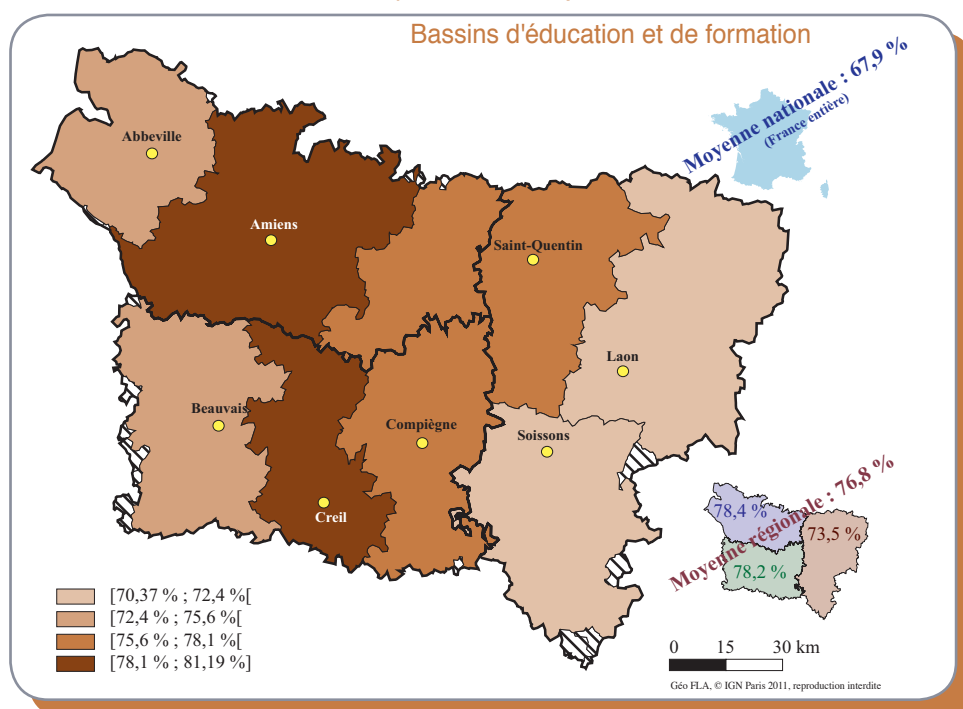 Bassins d'éducation et de formation
Moyenne nationale : 67,9 %
(France entière)
Abbeville
Amiens
Saint-Quentin
Laon
Beauvais
Compiègne
Soissons
Creil
Moyenne régionale : 76,8 %
78,4 %
73,5 %
78,2 %
[70,37 % ; 72,4 %[
[72,4 % ; 75,6 %[
[75,6 % ; 78,1 %[
[78,1 % ; 81,19 %]
0 15 30 km
Géo FLA, © IGN Paris 2011, reproduction interdite